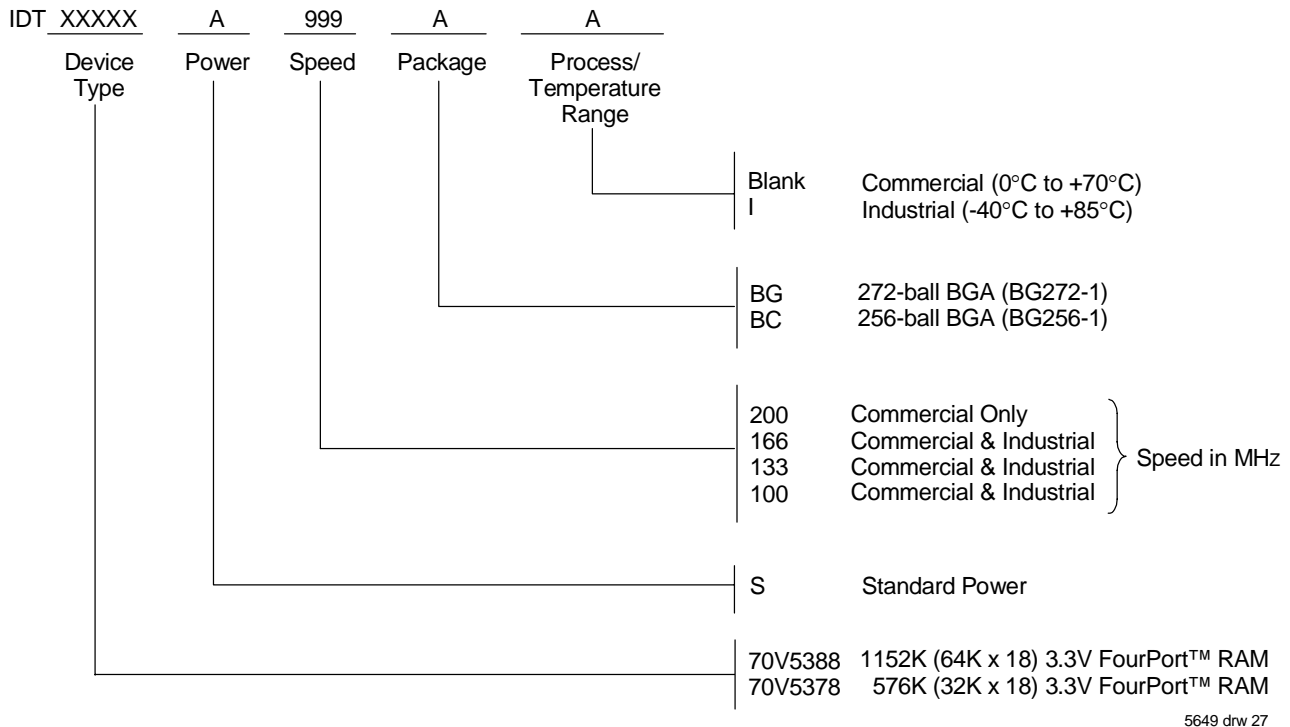 IDT XXXXX A 999 A A
Device Type Power Speed Package Process/ Temperature Range
Blank Commercial (0°C to +70°C)
I Industrial (-40°C to +85°C)
BG 272-ball BGA (BG272-1)
BC 256-ball BGA (BG256-1)
200 Commercial Only
166 Commercial & Industrial
133 Commercial & Industrial
100 Commercial & Industrial
Speed in MHz
S Standard Power
70V5388 1152K (64K x 18) 3.3V FourPort™ RAM
70V5378 576K (32K x 18) 3.3V FourPort™ RAM
5649 drw 27